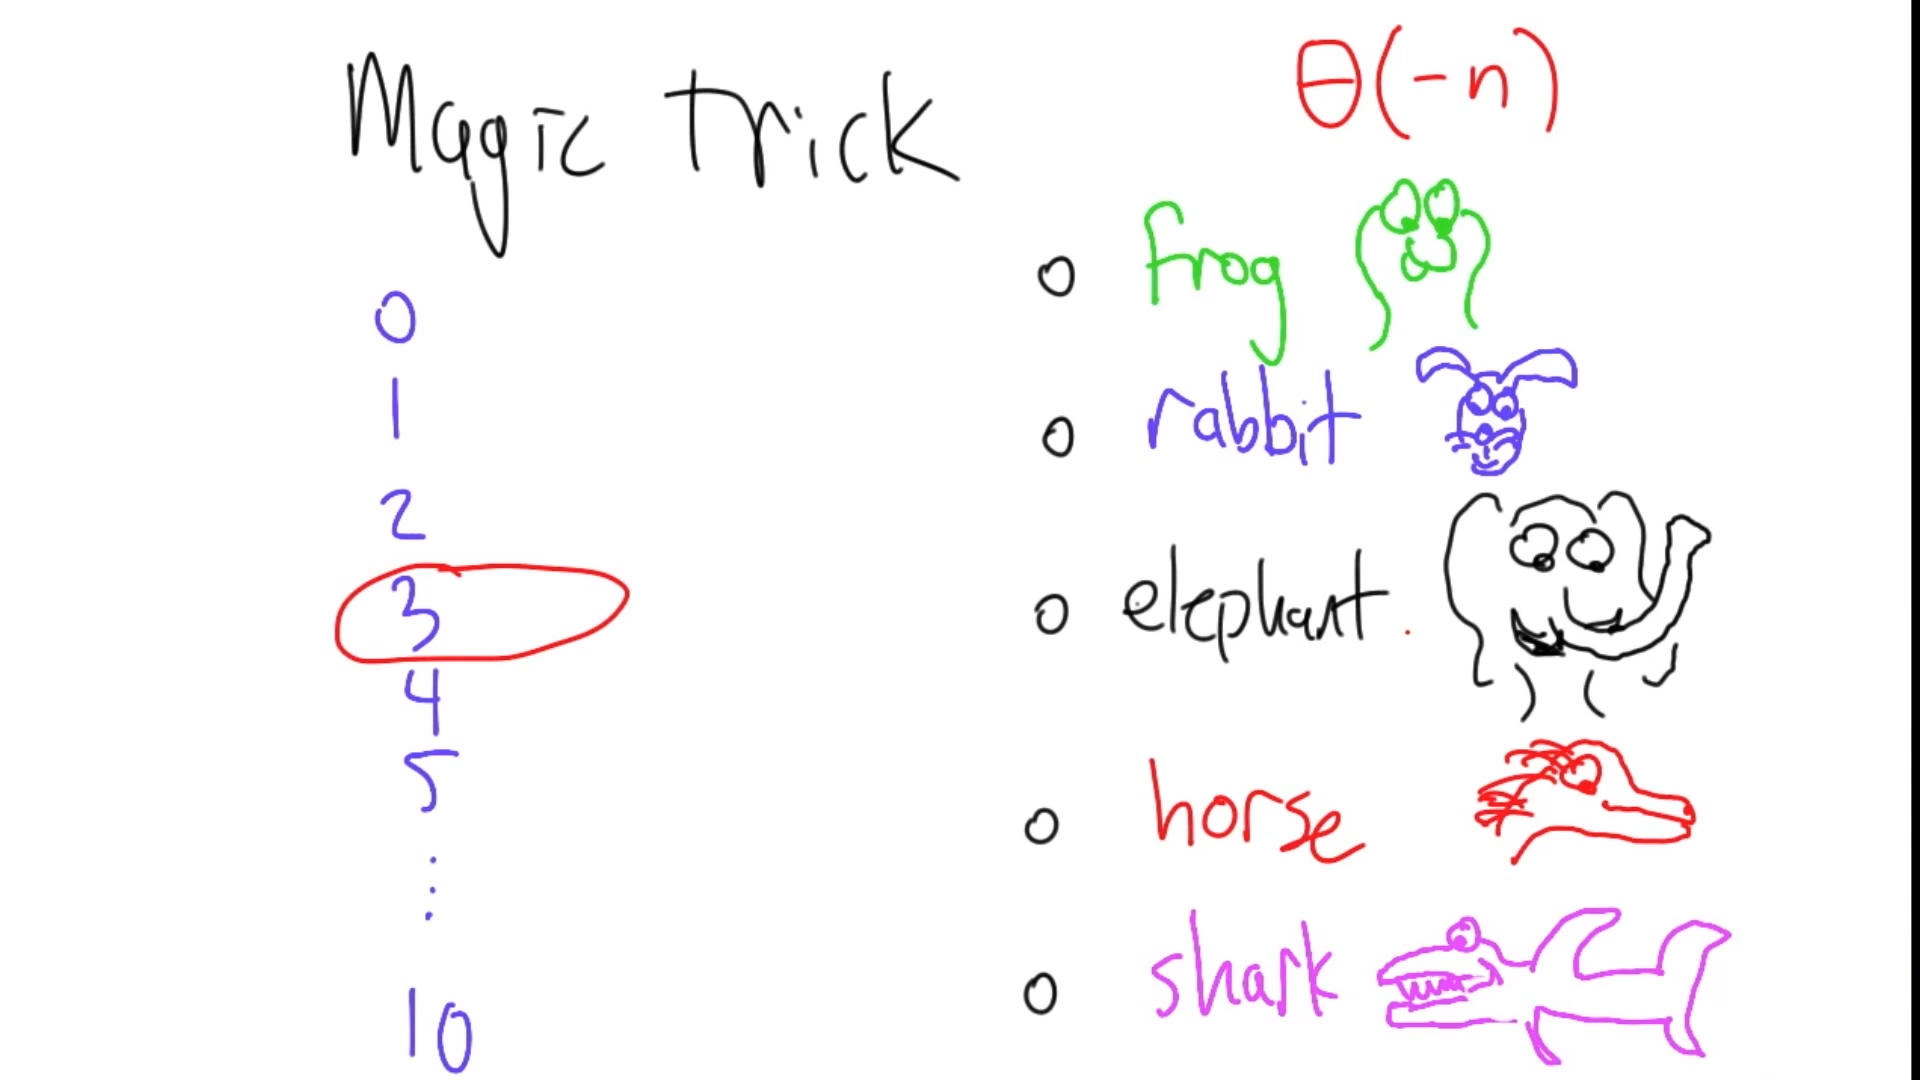 Magic trick
θ(-n)
0
1
2
3
4
5
⋮
10
o frog
o rabbit
o elephant.
o horse
o shark